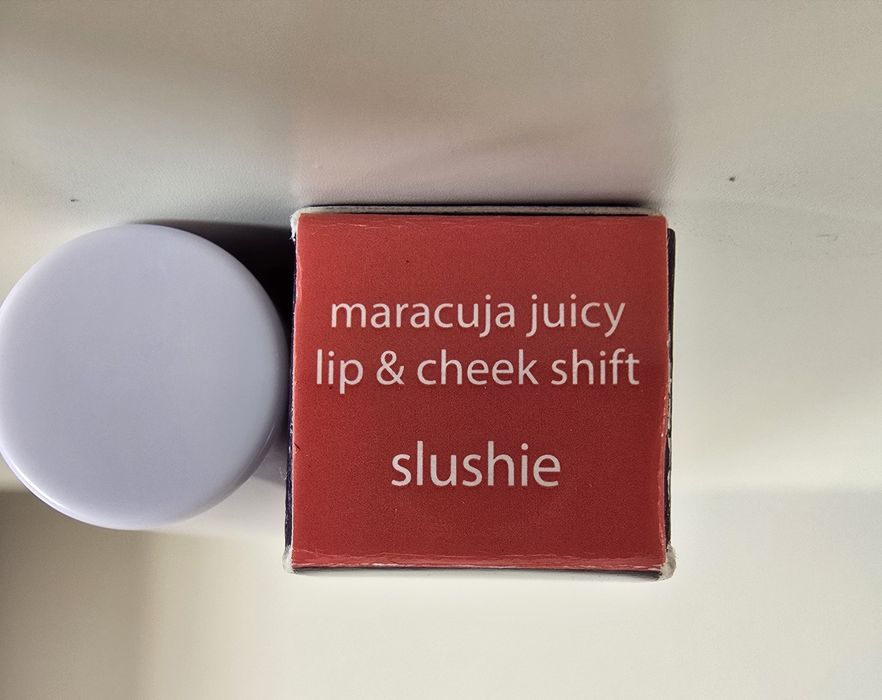 maracuja juicy
lip & cheek shift
slushie